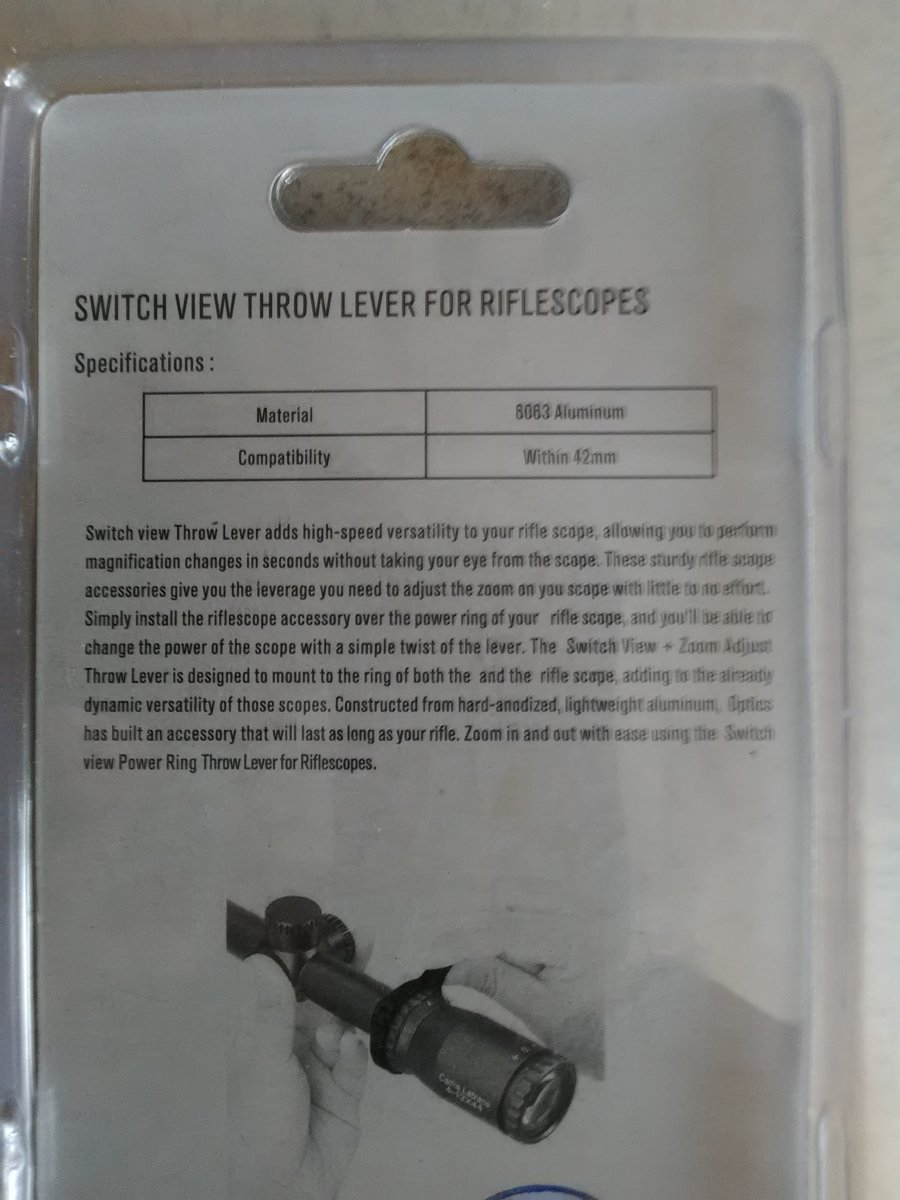 SWITCH VIEW THROW LEVER FOR RIFLESCOPES
Specifications :
Material 6063 Aluminum
Compatibility Within 42mm
Switch view Throw Lever adds high-speed versatility to your rifle scope, allowing you to perform
magnification changes in seconds without taking your eye from the scope. These sturdy rifle scope
accessories give you the leverage you need to adjust the zoom on you scope with little to no effort.
Simply install the riflescope accessory over the power ring of your rifle scope, and you'll be able to
change the power of the scope with a simple twist of the lever. The Switch View + Zoom Adjust
Throw Lever is designed to mount to the ring of both the and the rifle scope, adding to the already
dynamic versatility of those scopes. Constructed from hard-anodized, lightweight aluminum, Optics
has built an accessory that will last as long as your rifle. Zoom in and out with ease using the Switch
view Power Ring Throw Lever for Riflescopes.
4-12X44